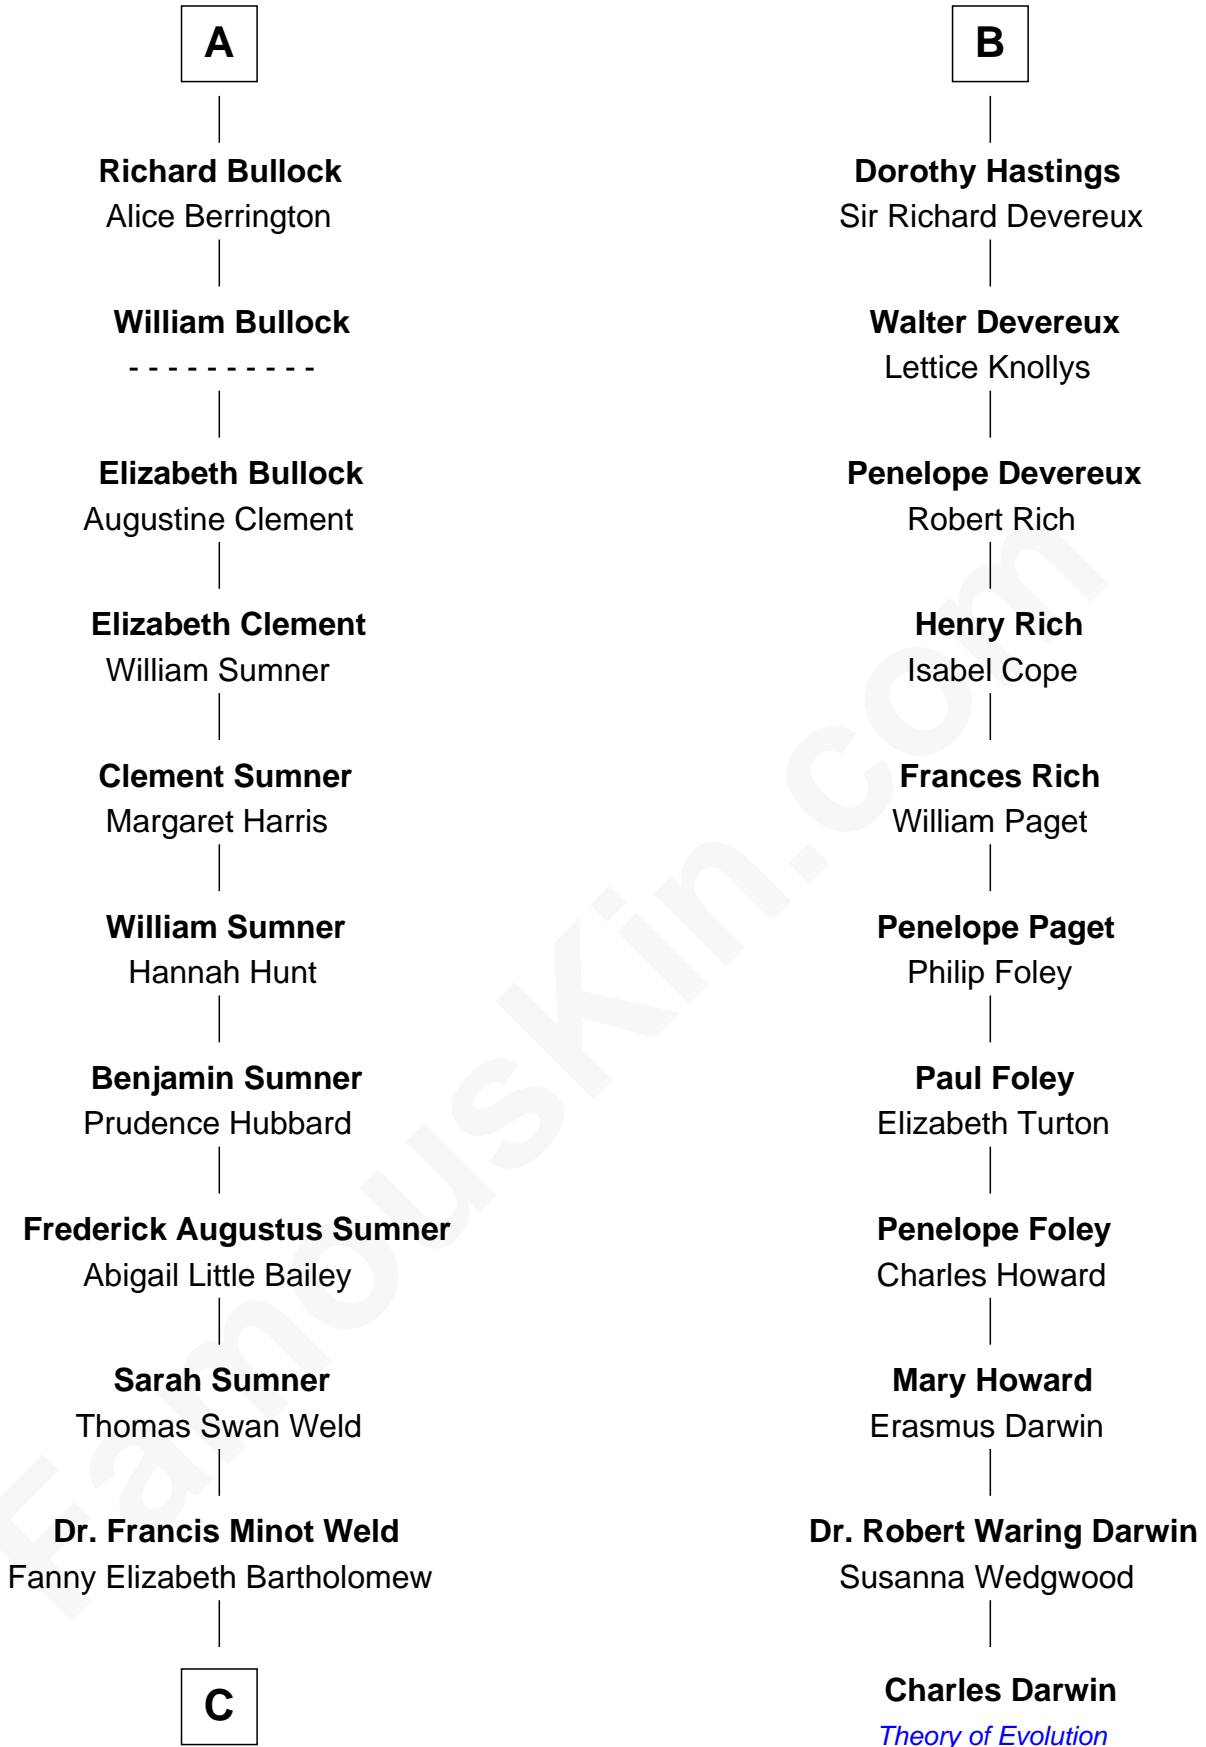 A
Richard Bullock
Alice Berrington
William Bullock
- - - - - - - - - -
Elizabeth Bullock
Augustine Clement
Elizabeth Clement
William Sumner
Clement Sumner
Margaret Harris
William Sumner
Hannah Hunt
Benjamin Sumner
Prudence Hubbard
Frederick Augustus Sumner
Abigail Little Bailey
Sarah Sumner
Thomas Swan Weld
Dr. Francis Minot Weld
Fanny Elizabeth Bartholomew
C
B
Dorothy Hastings
Sir Richard Devereux
Walter Devereux
Lettice Knollys
Penelope Devereux
Robert Rich
Henry Rich
Isabel Cope
Frances Rich
William Paget
Penelope Paget
Philip Foley
Paul Foley
Elizabeth Turton
Penelope Foley
Charles Howard
Mary Howard
Erasmus Darwin
Dr. Robert Waring Darwin
Susanna Wedgwood
Charles Darwin
Theory of Evolution
FamousKin.com